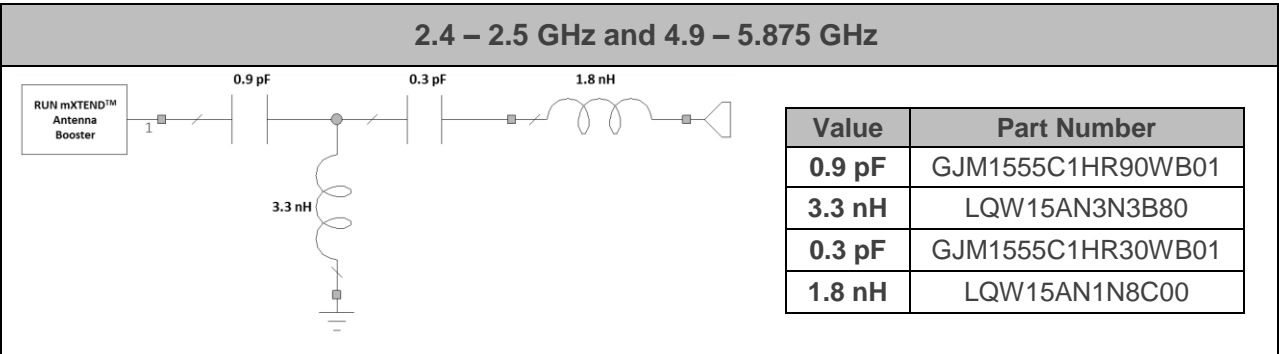 2.4 – 2.5 GHz and 4.9 – 5.875 GHz
0.9 pF
0.3 pF
1.8 nH
RUN mXTEND™
Antenna
Booster
1
3.3 nH
Value Part Number
0.9 pF GJM1555C1HR90WB01
3.3 nH LQW15AN3N3B80
0.3 pF GJM1555C1HR30WB01
1.8 nH LQW15AN1N8C00